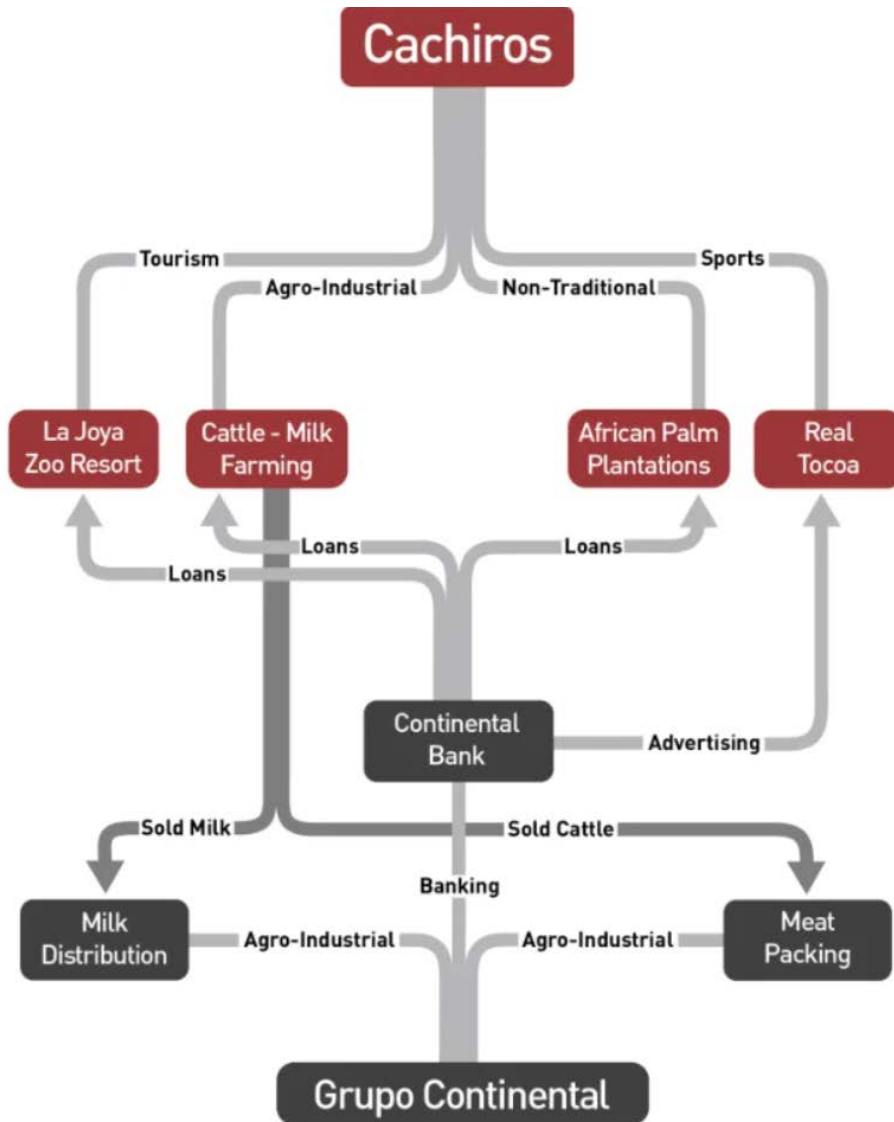 Cachiros
Tourism
Sports
Agro-Industrial
Non-Traditional
La Joya
Zoo Resort
Cattle - Milk
Farming
African Palm
Plantations
Real
Tocoa
Loans
Loans
Loans
Continental
Bank
Advertising
Sold Milk
Sold Cattle
Banking
Milk
Distribution
Agro-Industrial
Agro-Industrial
Meat
Packing
Grupo Continental